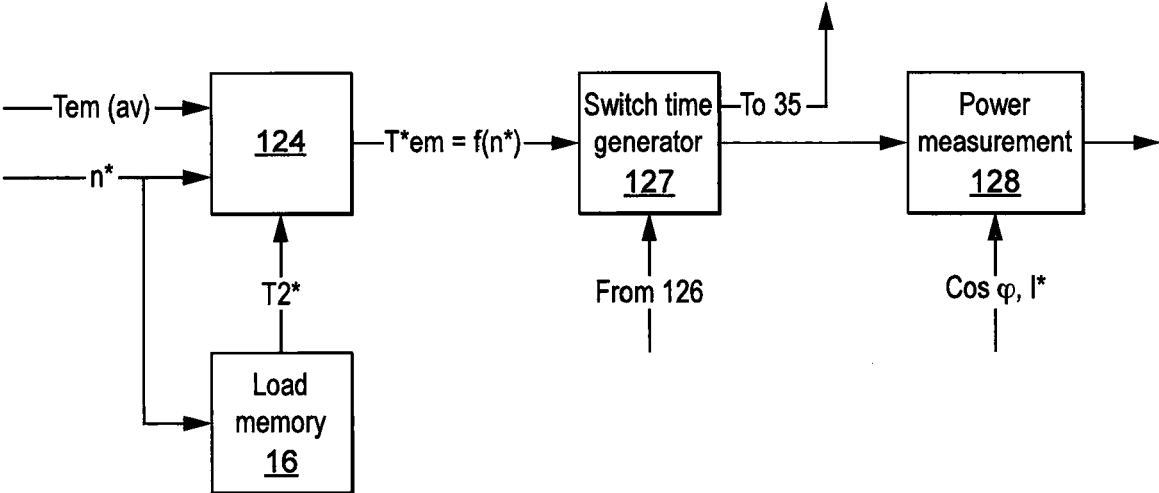 Tem (av)
n*
124
T*em = f(n*)
Switch time
generator
127
To 35
Power
measurement
128
T2*
From 126
Cos φ, I*
Load
memory
16